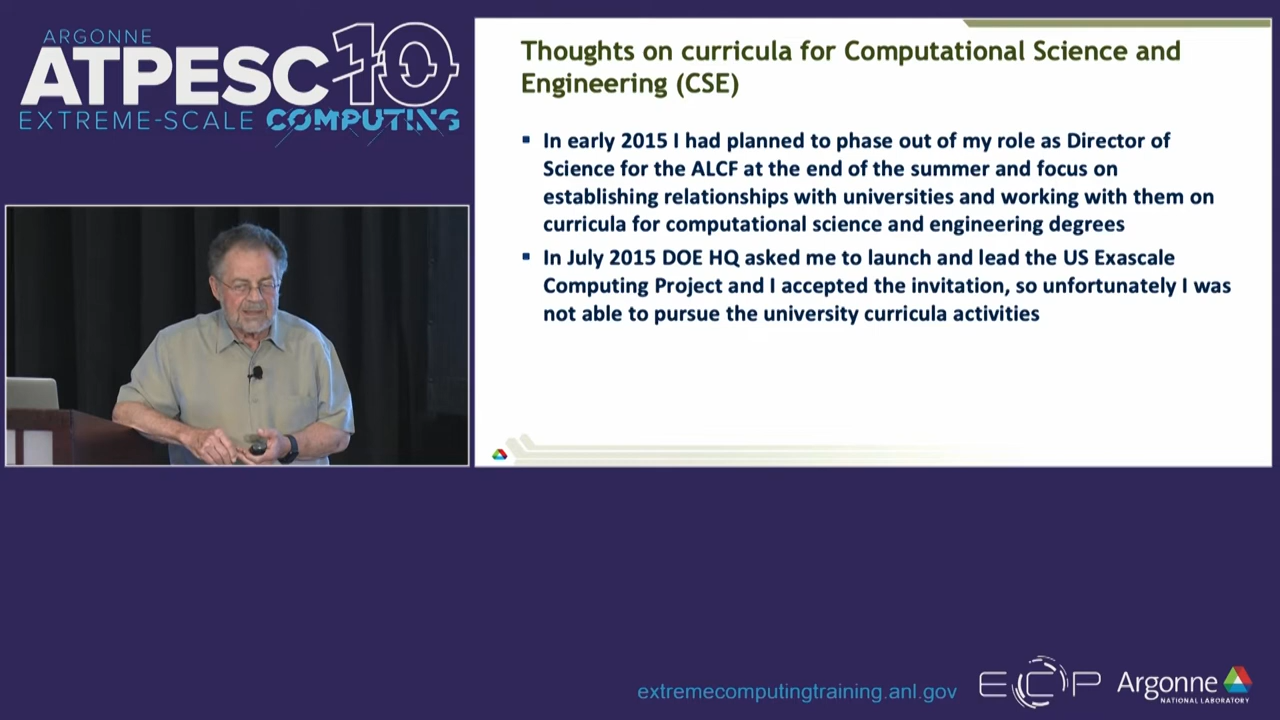 ARGONNE
ATPESC10
EXTREME-SCALE COMPUTING
Thoughts on curricula for Computational Science and
Engineering (CSE)
▪ In early 2015 I had planned to phase out of my role as Director of
Science for the ALCF at the end of the summer and focus on
establishing relationships with universities and working with them on
curricula for computational science and engineering degrees
▪ In July 2015 DOE HQ asked me to launch and lead the US Exascale
Computing Project and I accepted the invitation, so unfortunately I was
not able to pursue the university curricula activities
extremecomputingtraining.anl.gov
ECP
Argonne
NATIONAL LABORATORY